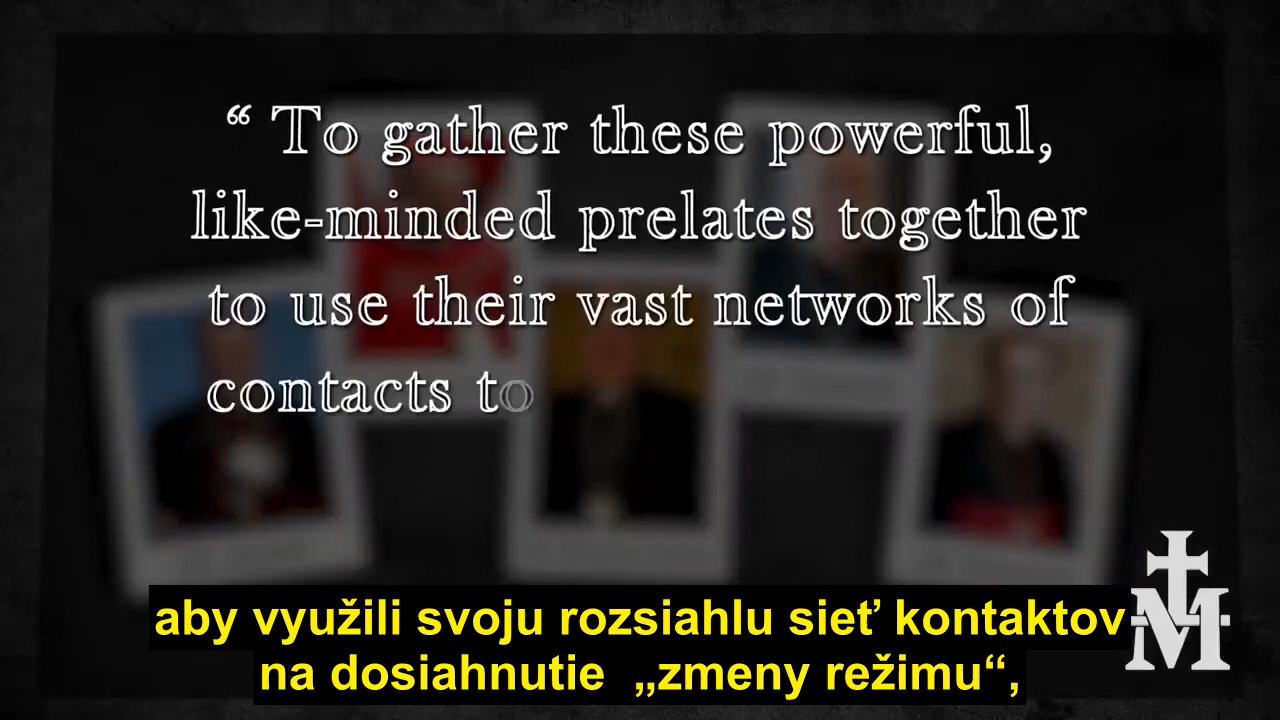 “ To gather these powerful,
like-minded prelates together
to use their vast networks of
contacts to
aby využili svoju rozsiahlu sieť kontaktov
na dosiahnutie „zmeny režimu“,